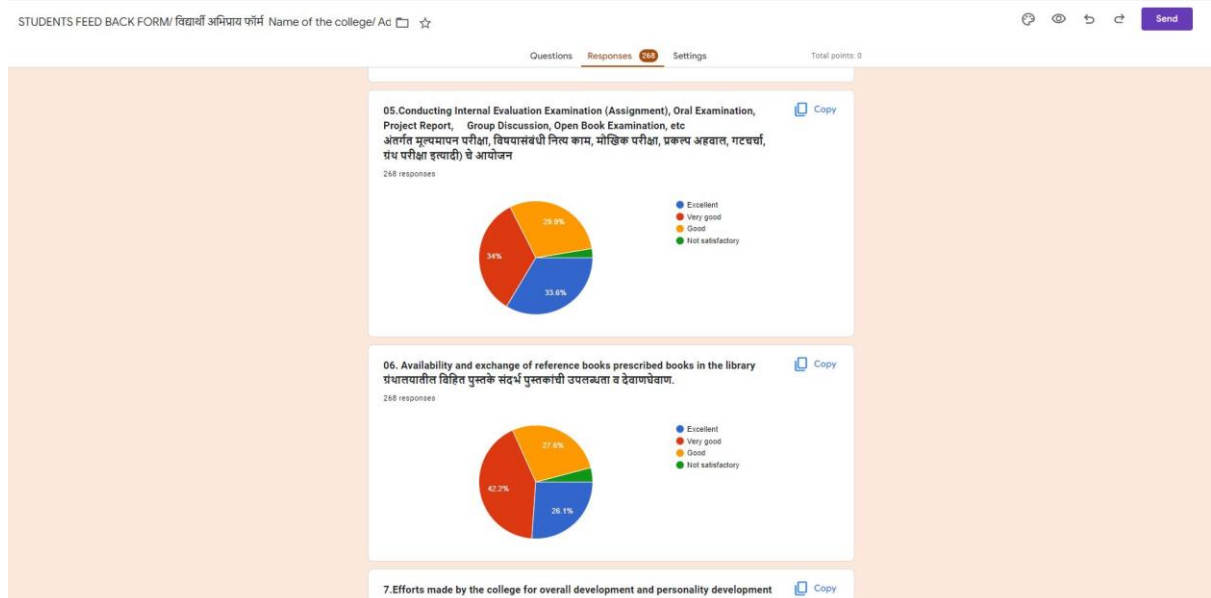 STUDENTS FEED BACK FORM/ विद्यार्थी अभिप्राय फॉर्म Name of the college/ Ad
Send
Questions Responses 268 Settings Total points: 0
05.Conducting Internal Evaluation Examination (Assignment), Oral Examination,
Project Report, Group Discussion, Open Book Examination, etc
अंतर्गत मूल्यमापन परीक्षा, विषयासंबंधी नित्य काम, मोखिक परीक्षा, प्रकल्प अहवाल, गटचर्चा,
ग्रंथ परीक्षा इत्यादी) चे आयोजन
Copy
268 responses
Excellent
Very good
Good
Not satisfactory
29.9%
34%
33.6%
06. Availability and exchange of reference books prescribed books in the library
ग्रंथालयातील विहित पुस्तके संदर्भ पुस्तकांची उपलब्धता व देवाणघेवाण.
Copy
268 responses
Excellent
Very good
Good
Not satisfactory
27.6%
42.2%
26.1%
7.Efforts made by the college for overall development and personality development
Copy